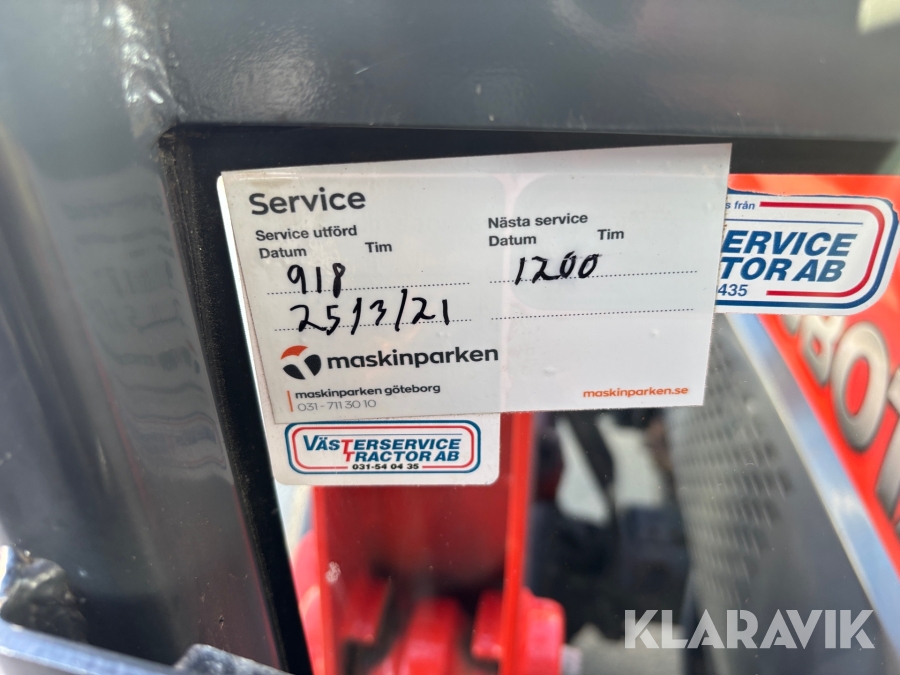 Service
Service utförd
Datum Tim
918
25/3/21
Nästa service
Datum Tim
1200
maskinparken
maskinparken göteborg
031-711 30 10
maskinparken.se
VÄSTERSERVICE
TRACTOR AB
031-54 04 35
s från
ERVICE
TOR AB
435
KLARAVIK